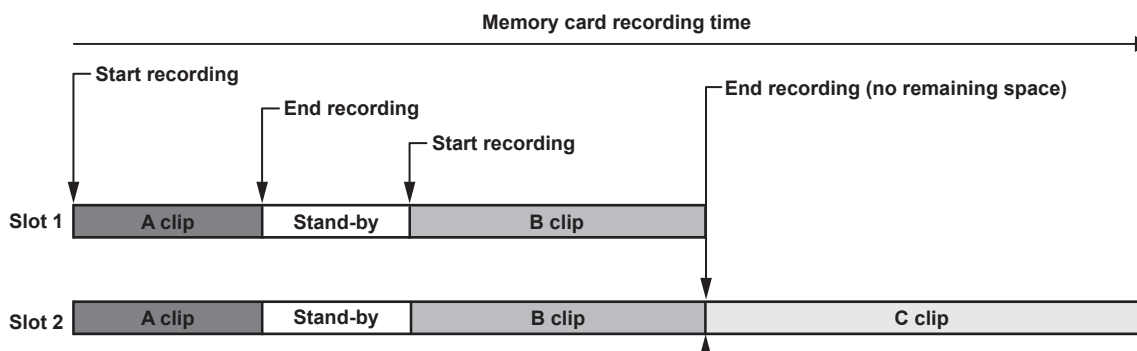 Memory card recording time
Start recording
End recording (no remaining space)
End recording
Start recording
Slot 1
A clip
Stand-by
B clip
Slot 2
A clip
Stand-by
B clip
C clip